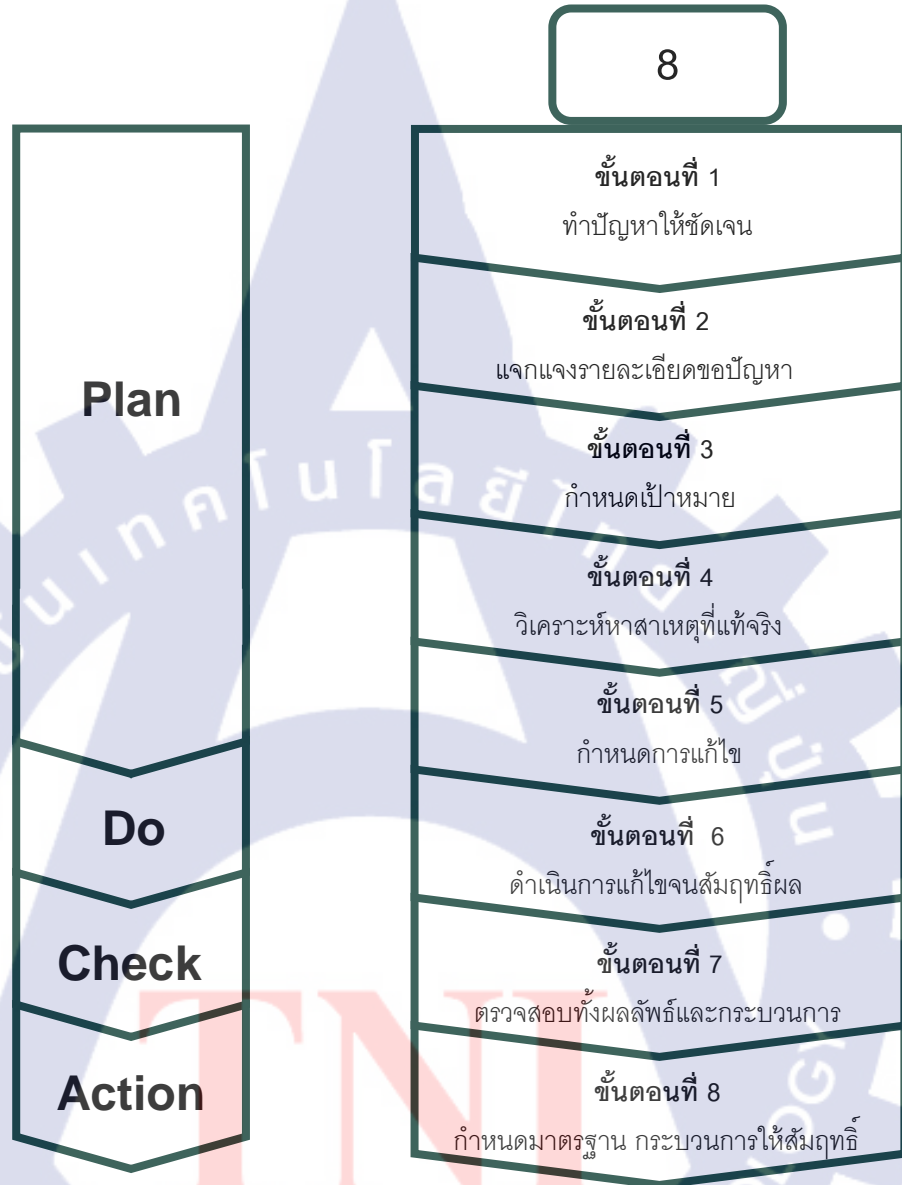 8
ขั้นตอนที่ 1
ทำปัญหาให้ชัดเจน
ขั้นตอนที่ 2
แจกแจงรายละเอียดขอปัญหา
ขั้นตอนที่ 3
กำหนดเป้าหมาย
ขั้นตอนที่ 4
วิเคราะห์หาสาเหตุที่แท้จริง
ขั้นตอนที่ 5
กำหนดการแก้ไข
ขั้นตอนที่ 6
ดำเนินการแก้ไขจนสัมฤทธิ์ผล
ขั้นตอนที่ 7
ตรวจสอบทั้งผลลัพธ์และกระบวนการ
ขั้นตอนที่ 8
กำหนดมาตรฐาน กระบวนการให้สัมฤทธิ์
Plan
Do
Check
Action
TNI